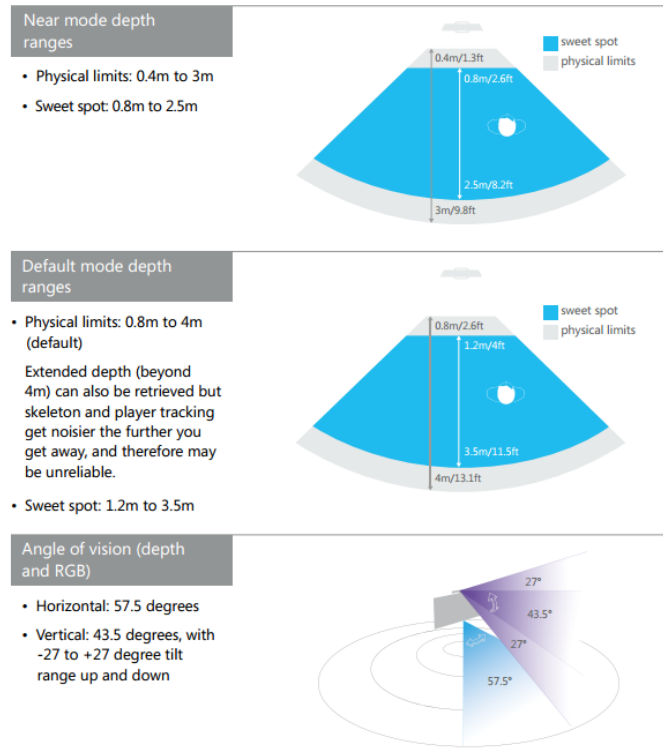 Near mode depth
ranges
• Physical limits: 0.4m to 3m
• Sweet spot: 0.8m to 2.5m
sweet spot
physical limits
0.4m/1.3ft
0.8m/2.6ft
2.5m/8.2ft
3m/9.8ft
Default mode depth
ranges
• Physical limits: 0.8m to 4m
(default)
Extended depth (beyond
4m) can also be retrieved but
skeleton and player tracking
get noisier the further you
get away, and therefore may
be unreliable.
• Sweet spot: 1.2m to 3.5m
sweet spot
physical limits
0.8m/2.6ft
1.2m/4ft
3.5m/11.5ft
4m/13.1ft
Angle of vision (depth
and RGB)
• Horizontal: 57.5 degrees
• Vertical: 43.5 degrees, with
-27 to +27 degree tilt
range up and down
27°
43.5°
27°
57.5°